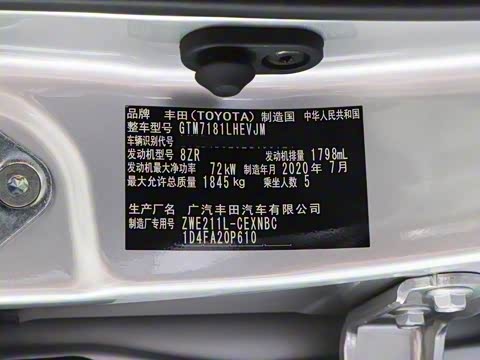 品牌 丰田(TOYOTA) 制造国 中华人民共和国
整车型号 GTM7181LHEVJM
车辆识别代号
发动机型号 8ZR 发动机排量 1798mL
发动机最大净功率 72kW 制造年月 2020年7月
最大允许总质量 1845kg 乘坐人数 5
生产厂名 广汽丰田汽车有限公司
制造厂专用号 ZWE211L-CEXNBC
1D4FA20P610